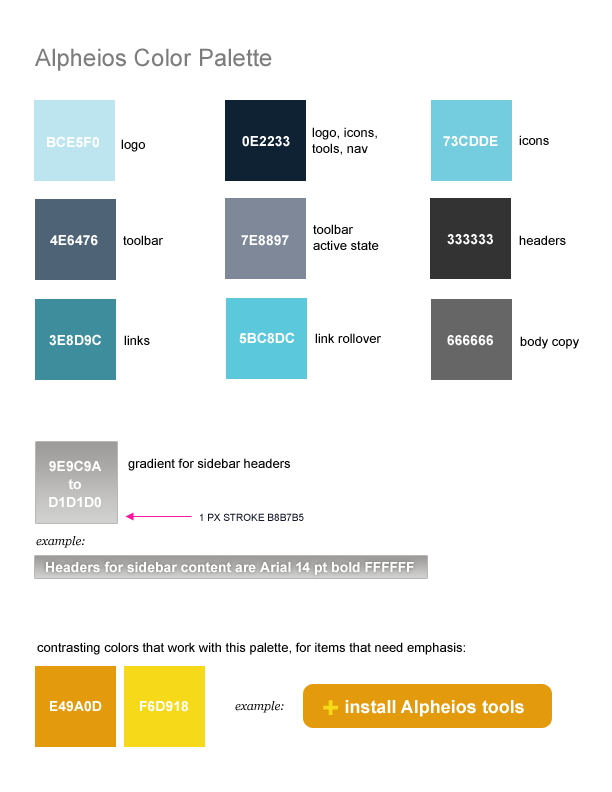 Alpheios Color Palette
BCE5F0
logo
0E2233
logo, icons,
tools, nav
73CDDE
icons
4E6476
toolbar
7E8897
toolbar
active state
333333
headers
3E8D9C
links
5BC8DC
link rollover
666666
body copy
9E9C9A
to
D1D1D0
gradient for sidebar headers
1 PX STROKE B8B7B5
example:
Headers for sidebar content are Arial 14 pt bold FFFFFF
contrasting colors that work with this palette, for items that need emphasis:
E49A0D
F6D918
example:
+ install Alpheios tools